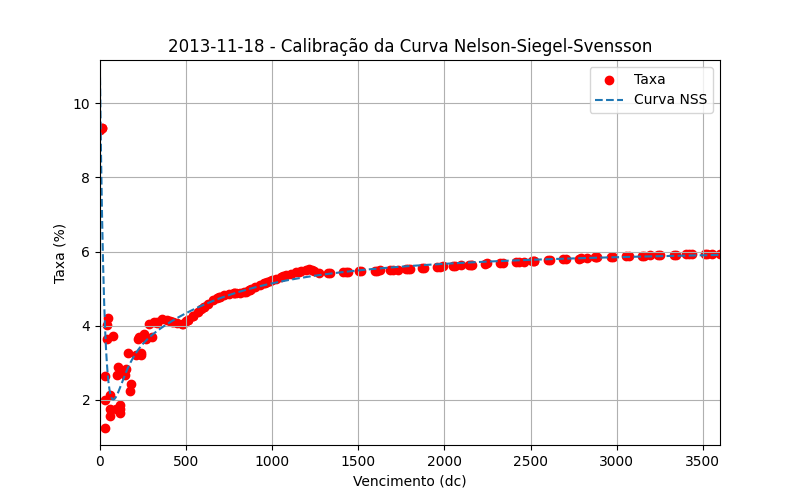 2013-11-18 - Calibração da Curva Nelson-Siegel-Svensson
Taxa
Curva NSS
10
8
6
4
2
Taxa (%)
0 500 1000 1500 2000 2500 3000 3500
Vencimento (dc)